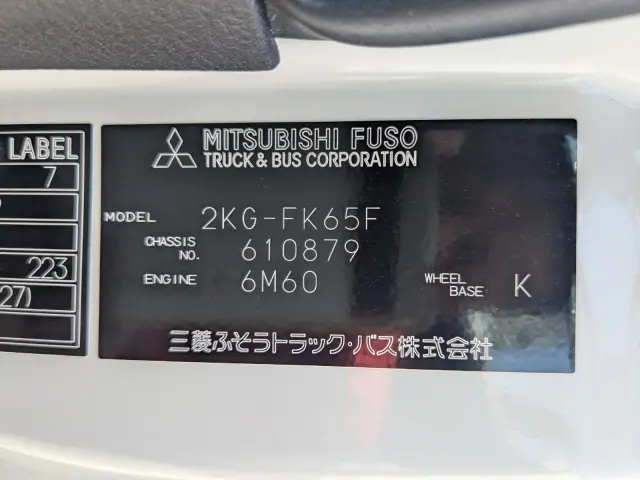 LABEL
7
223
27)
MITSUBISHI FUSO
TRUCK & BUS CORPORATION
MODEL 2KG-FK65F
CHASSIS NO. 610879
ENGINE 6M60
WHEEL BASE K
三菱ふそうトラック・バス株式会社